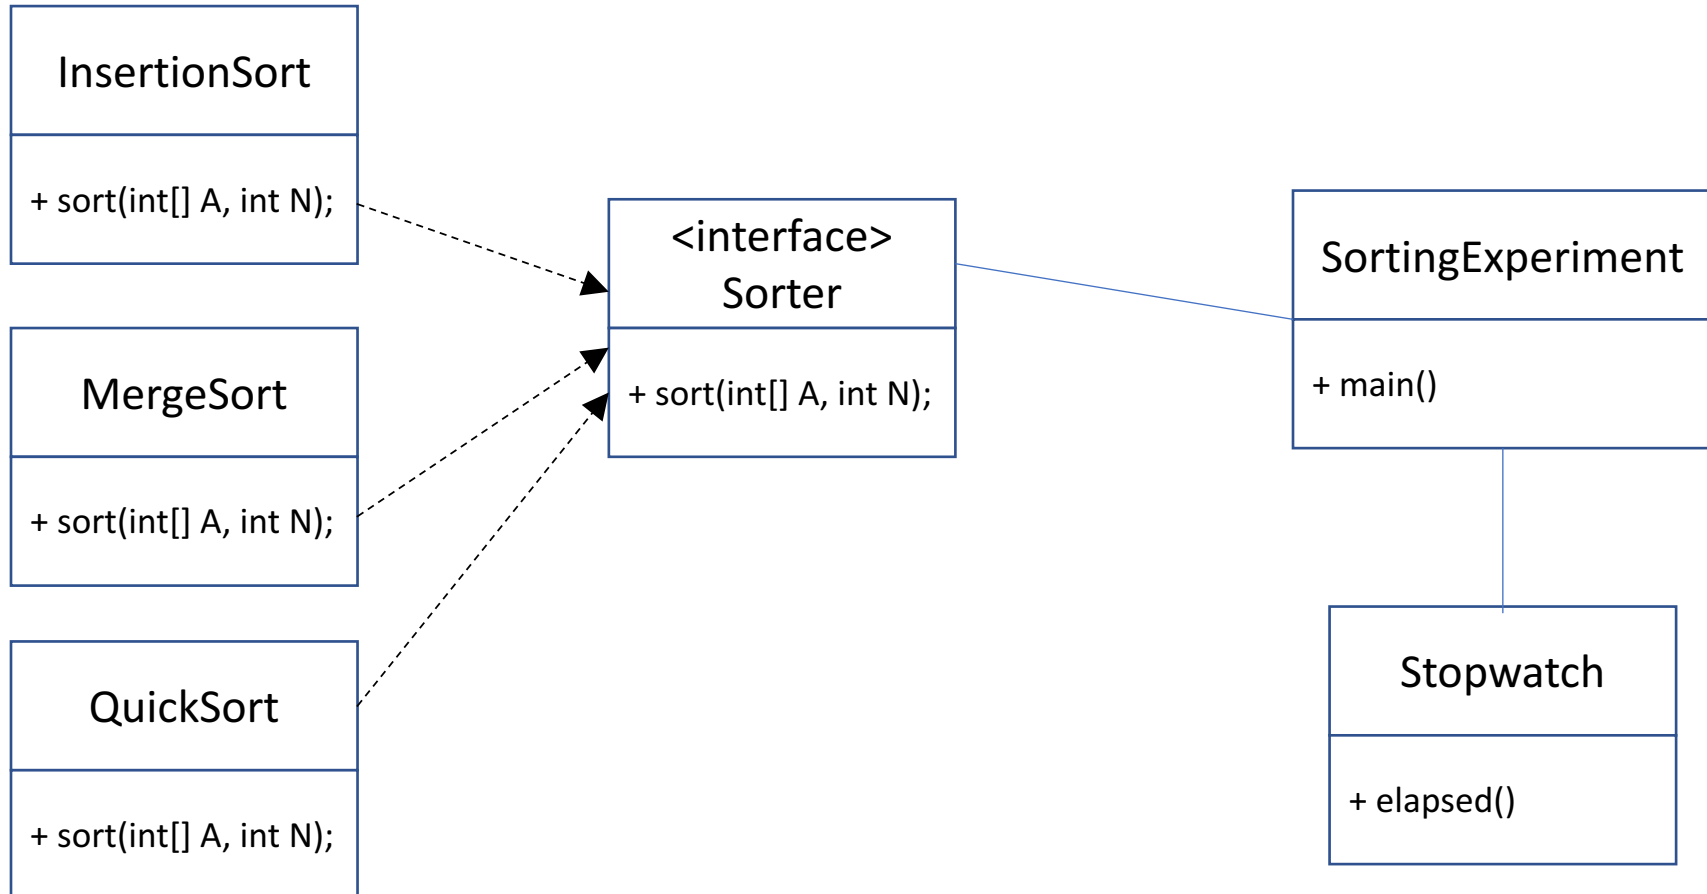 InsertionSort
+ sort(int[] A, int N);
MergeSort
+ sort(int[] A, int N);
QuickSort
+ sort(int[] A, int N);
<interface>
Sorter
+ sort(int[] A, int N);
SortingExperiment
+ main()
Stopwatch
+ elapsed()